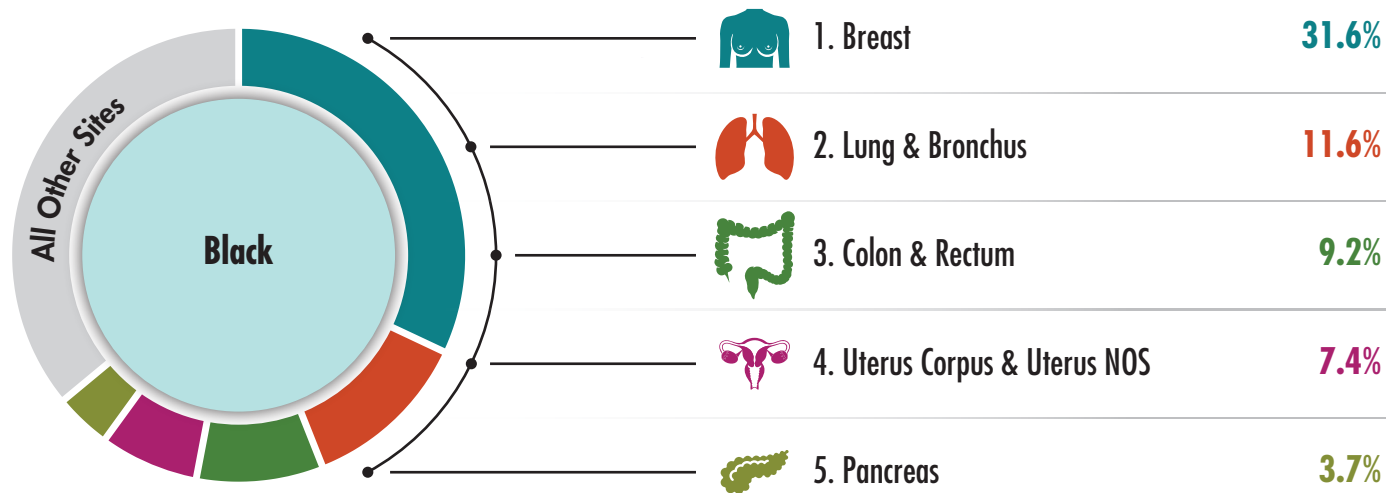 All Other Sites
Black
1. Breast 31.6%
2. Lung & Bronchus 11.6%
3. Colon & Rectum 9.2%
4. Uterus Corpus & Uterus NOS 7.4%
5. Pancreas 3.7%